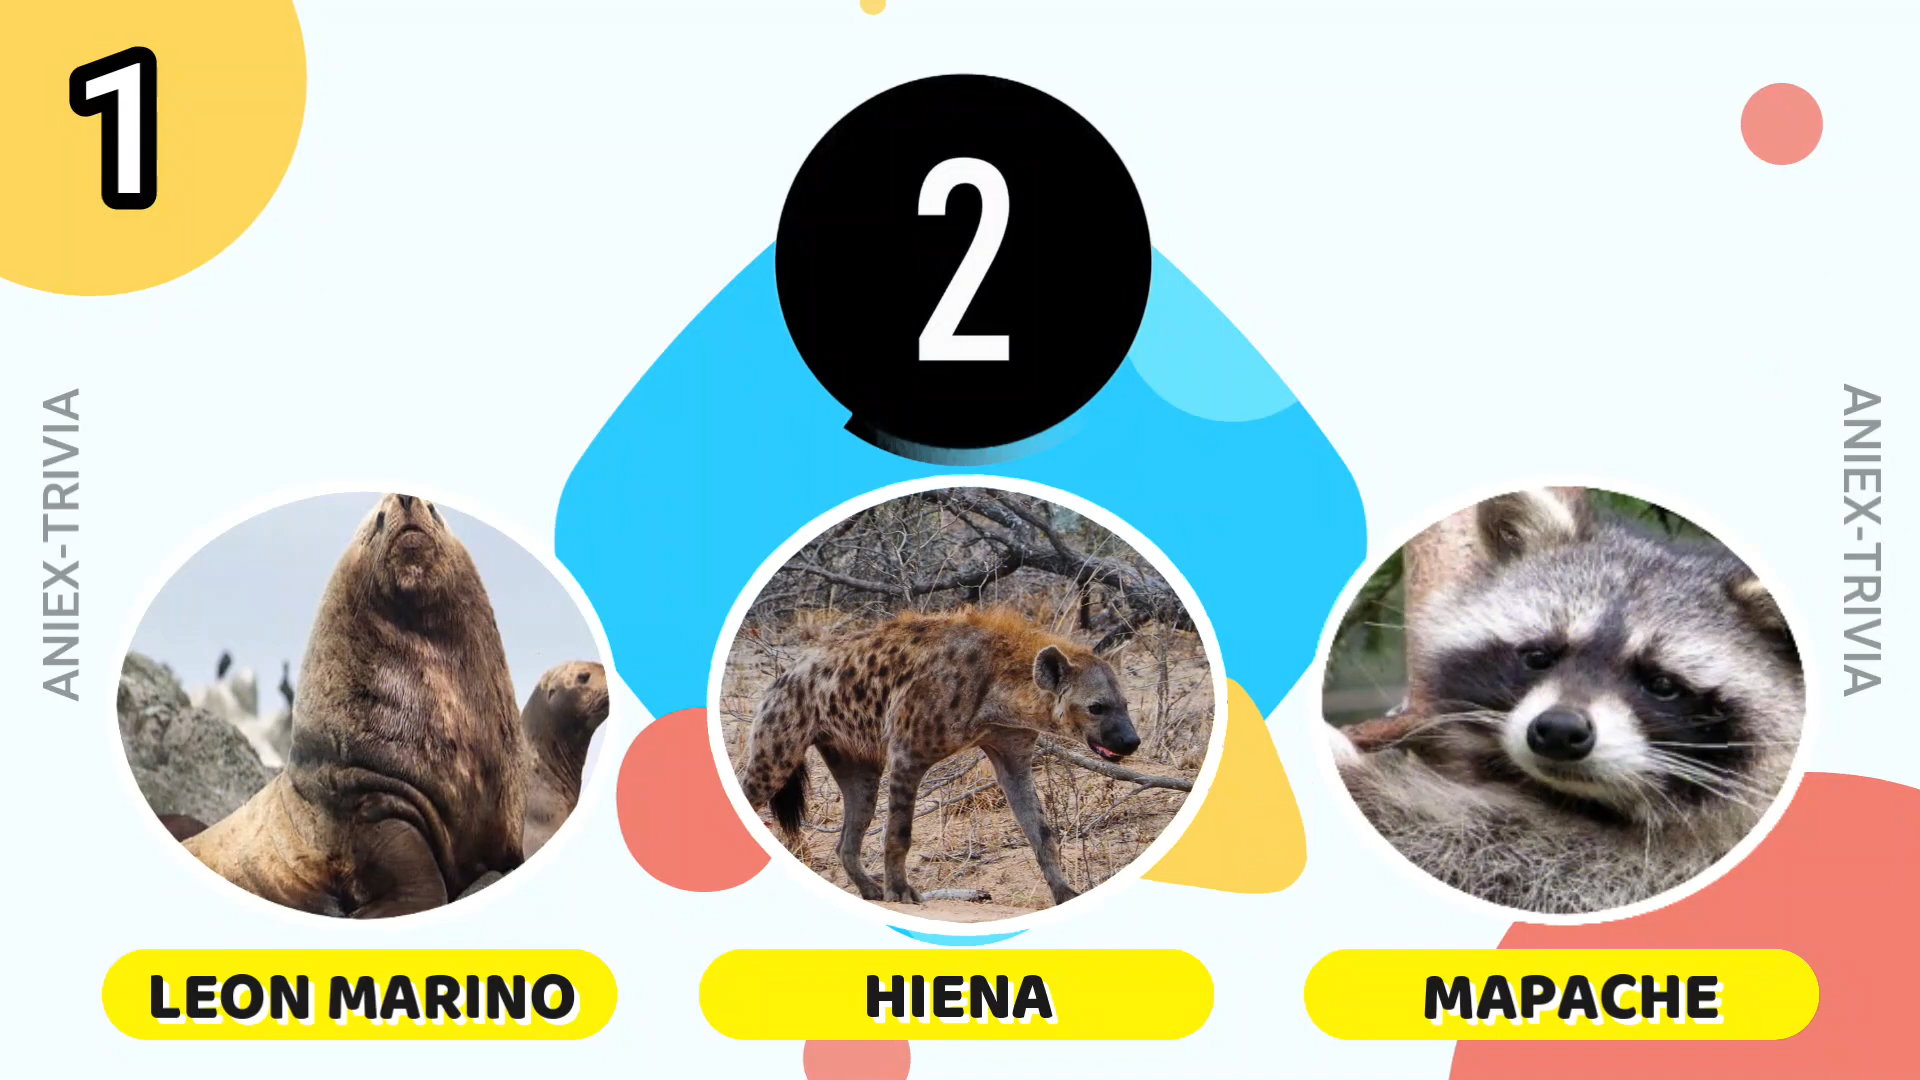 1
2
ANIEX-TRIVIA
ANIEX-TRIVIA
LEON MARINO
HIENA
MAPACHE